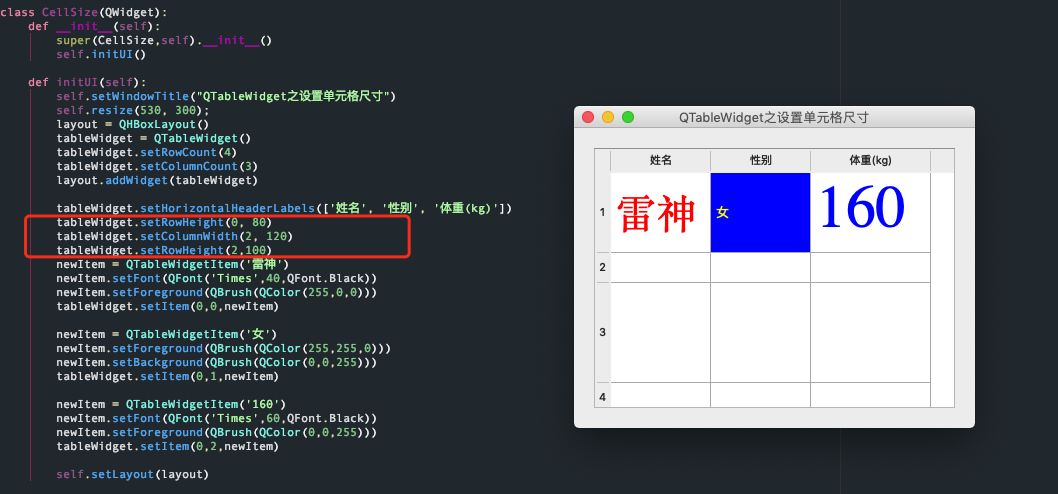 class CellSize(QWidget):
    def __init__(self):
        super(CellSize,self).__init__()
        self.initUI()

    def initUI(self):
        self.setWindowTitle("QTableWidget之设置单元格尺寸")
        self.resize(530, 300);
        layout = QHBoxLayout()
        tableWidget = QTableWidget()
        tableWidget.setRowCount(4)
        tableWidget.setColumnCount(3)
        layout.addWidget(tableWidget)

        tableWidget.setHorizontalHeaderLabels(['姓名', '性别', '体重(kg)'])
        tableWidget.setRowHeight(0, 80)
        tableWidget.setColumnWidth(2, 120)
        tableWidget.setRowHeight(2,100)
        newItem = QTableWidgetItem('雷神')
        newItem.setFont(QFont('Times',40,QFont.Black))
        newItem.setForeground(QBrush(QColor(255,0,0)))
        tableWidget.setItem(0,0,newItem)

        newItem = QTableWidgetItem('女')
        newItem.setForeground(QBrush(QColor(255,255,0)))
        newItem.setBackground(QBrush(QColor(0,0,255)))
        tableWidget.setItem(0,1,newItem)

        newItem = QTableWidgetItem('160')
        newItem.setFont(QFont('Times',60,QFont.Black))
        newItem.setForeground(QBrush(QColor(0,0,255)))
        tableWidget.setItem(0,2,newItem)

        self.setLayout(layout)
QTableWidget之设置单元格尺寸
姓名 性别 体重(kg)
1 雷神 女 160
2
3
4